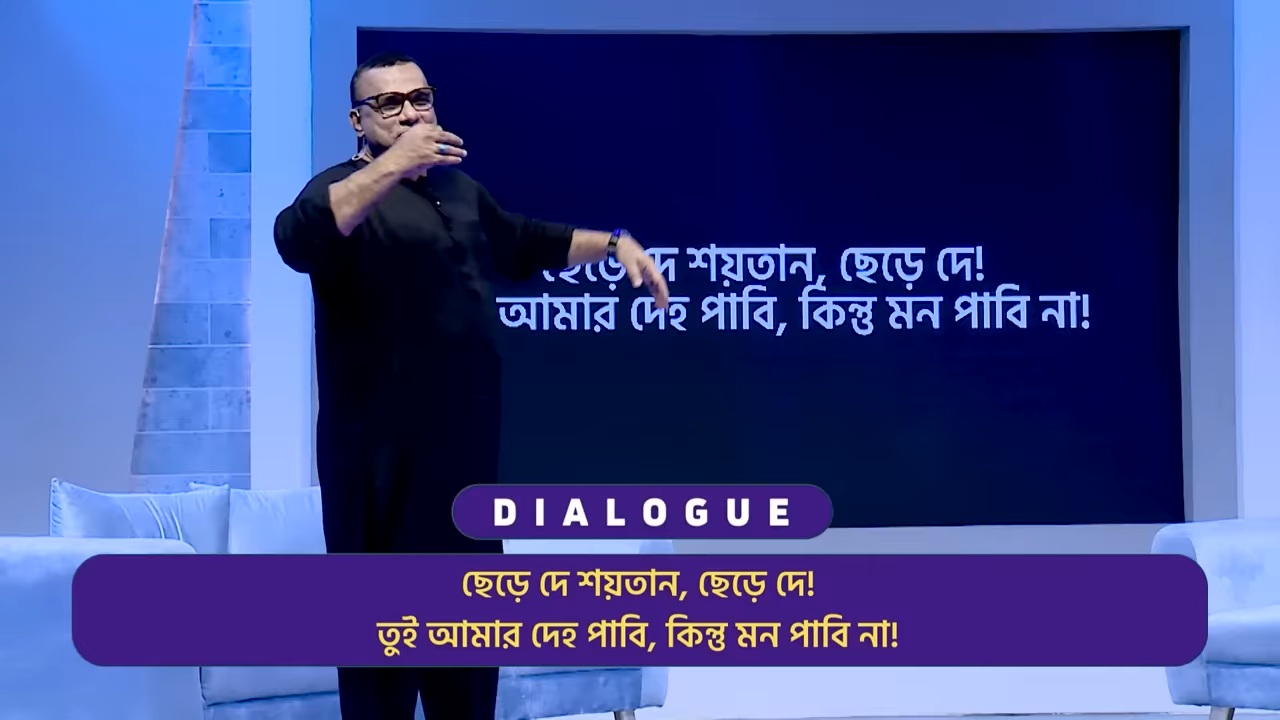 শয়তান, ছেড়ে দে!
আমার দেহ পাবি, কিন্তু মন পাবি না!
DIALOGUE
ছেড়ে দে শয়তান, ছেড়ে দে!
তুই আমার দেহ পাবি, কিন্তু মন পাবি না!